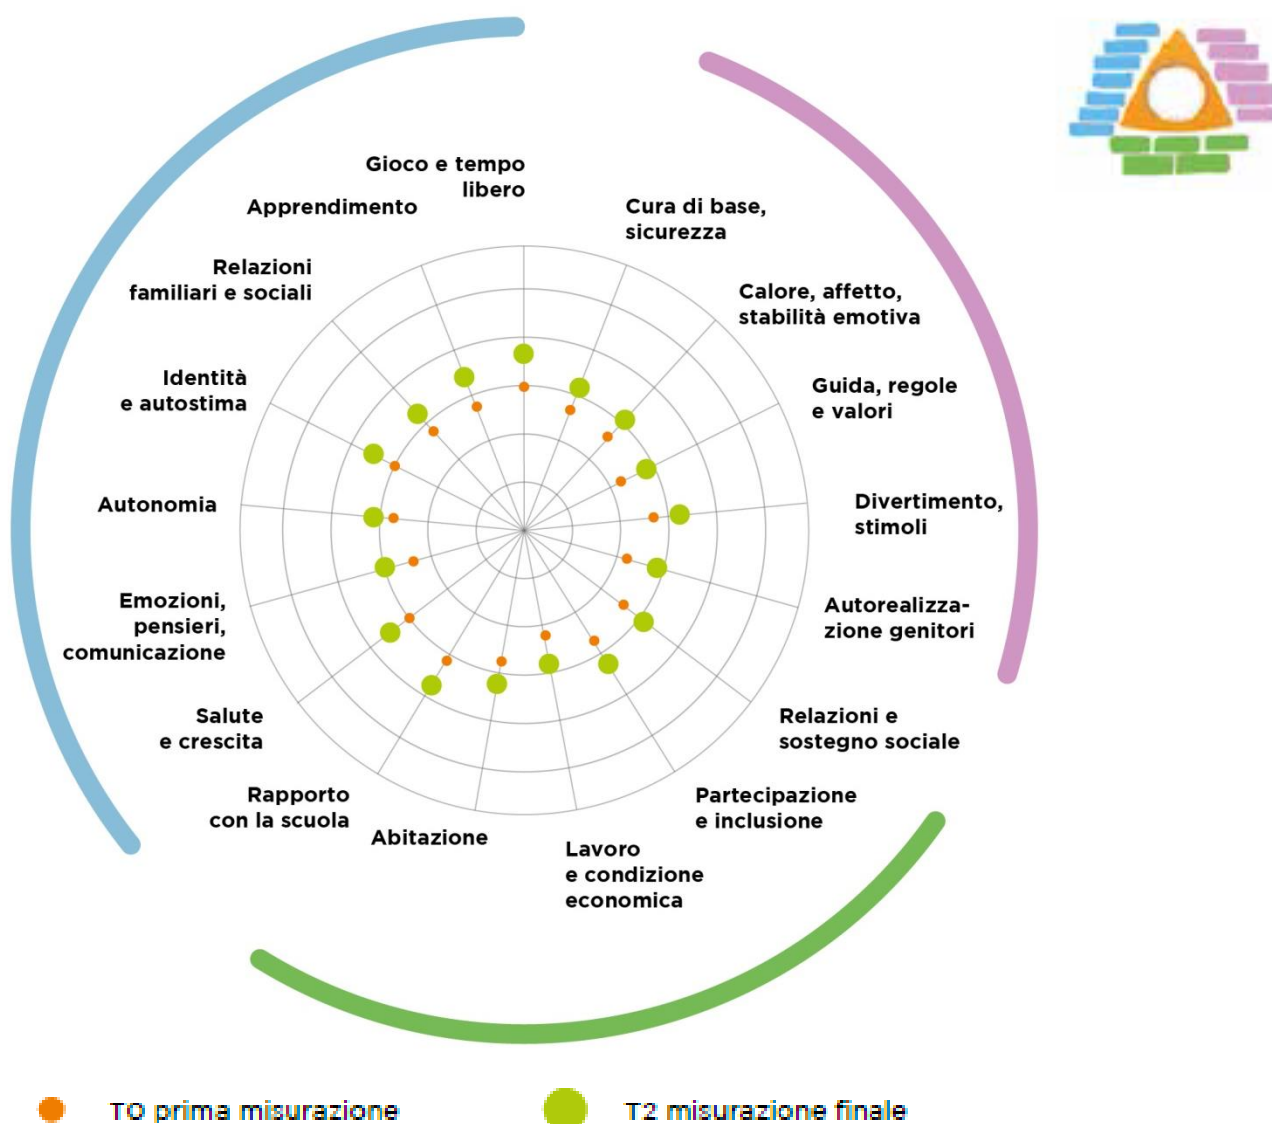 Gioco e tempo
libero
Apprendimento
Cura di base,
sicurezza
Relazioni
familiari e sociali
Calore, affetto,
stabilità emotiva
Identità
e autostima
Guida, regole
e valori
Autonomia
Divertimento,
stimoli
Emozioni,
pensieri,
comunicazione
Autorealizza-
zione genitori
Salute
e crescita
Relazioni e
sostegno sociale
Rapporto
con la scuola
Partecipazione
e inclusione
Abitazione
Lavoro
e condizione
economica
T0 prima misurazione
T2 misurazione finale